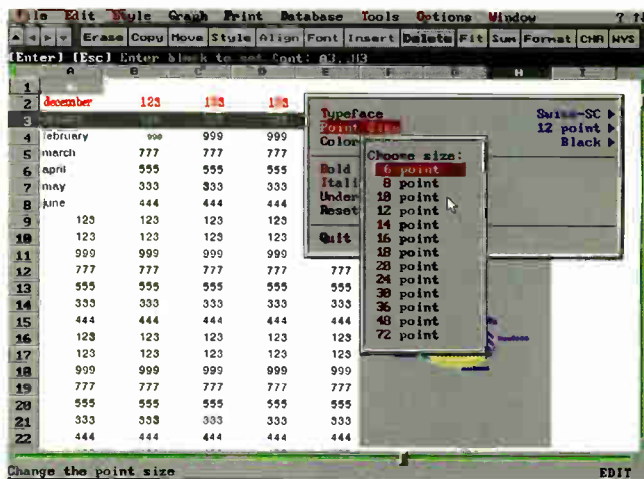 File Edit Style Graph Print Database Tools Options Window ? ?
Erase Copy Move Style Align Font Insert Delete Fit Sum Format CHR WYS
[Enter] [Esc] Enter block to set font: A3..H3
A B C D H I
1
2 december 123 123 123
3
4 february 999 999 999
5 march 777 777 777
6 april 555 555 555
7 may 333 333 333
8 june 444 444 444
9 123 123 123 123
10 123 123 123 123
11 999 999 999 999
12 777 777 777 777 777
13 555 555 555 555 555
14 333 333 333 333 333
15 444 444 444 444 444
16 123 123 123 123 123
17 123 123 123 123 123
18 999 999 999 999 999
19 777 777 777 777 777
20 555 555 555 555 555
21 333 333 333 333 333
22 444 444 444 444 444
Typeface Swiss-SC
Point Size 12 point
Color Black
Bold
Itali
Under
Reset
Quit
Choose size:
6 point
8 point
10 point
12 point
14 point
16 point
18 point
20 point
24 point
30 point
36 point
48 point
72 point
Change the point size EDIT